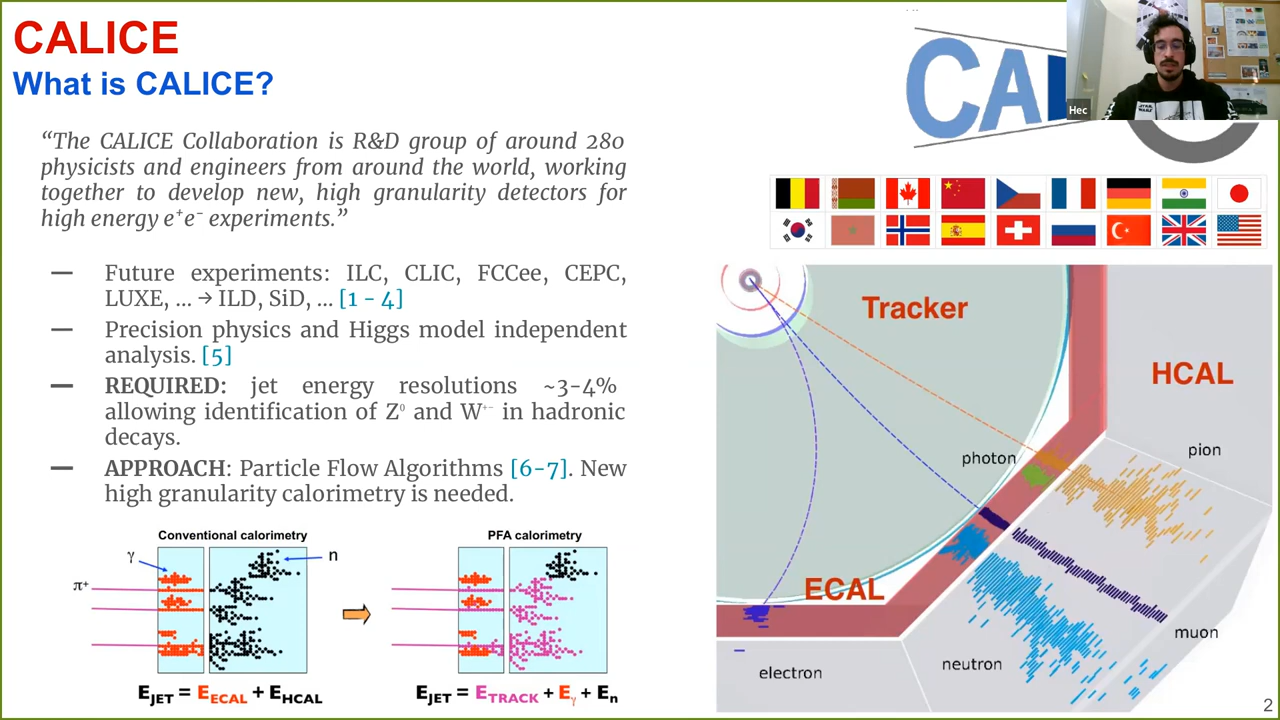 CALICE
What is CALICE?
“The CALICE Collaboration is R&D group of around 280
physicists and engineers from around the world, working
together to develop new, high granularity detectors for
high energy e⁺e⁻ experiments.”
— Future experiments: ILC, CLIC, FCCee, CEPC,
LUXE, ... → ILD, SiD, ... [1 - 4]
— Precision physics and Higgs model independent
analysis. [5]
— REQUIRED: jet energy resolutions ~3-4%
allowing identification of Z⁰ and W⁺⁻ in hadronic
decays.
— APPROACH: Particle Flow Algorithms [6-7]. New
high granularity calorimetry is needed.
Conventional calorimetry
γ
n
π⁺
E_JET = E_ECAL + E_HCAL
PFA calorimetry
E_JET = E_TRACK + E_γ + E_n
CAL
Hec
STAR
WARS
Tracker
HCAL
pion
photon
ECAL
muon
neutron
electron
2